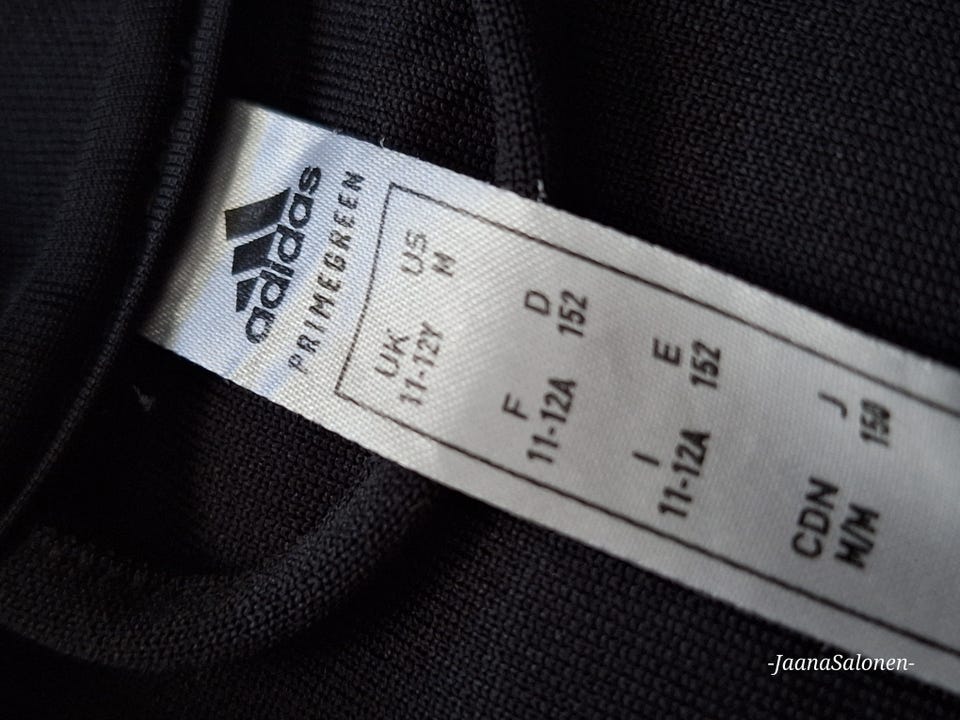 adidas
PRIMEGREEN
UK US
11-12Y M
F D
11-12A 152
I E
11-12A 152
CDN J
M/M 150
-JaanaSalonen-